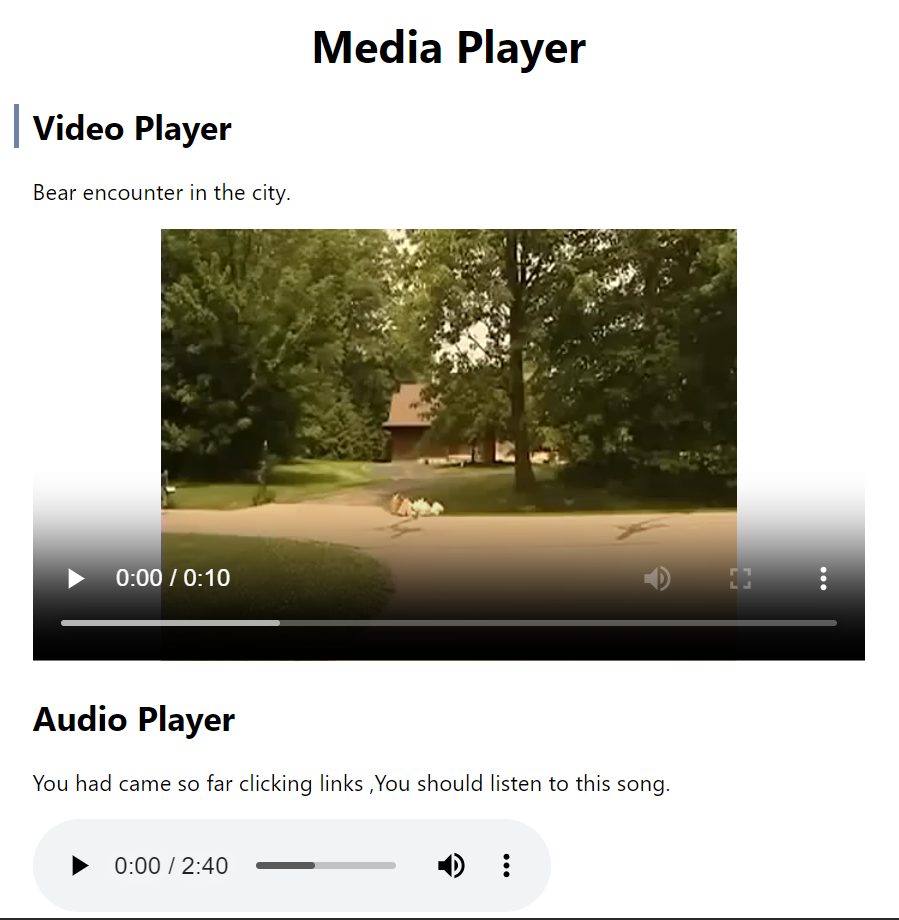 Media Player
Video Player
Bear encounter in the city.
0:00 / 0:10
Audio Player
You had came so far clicking links ,You should listen to this song.
0:00 / 2:40